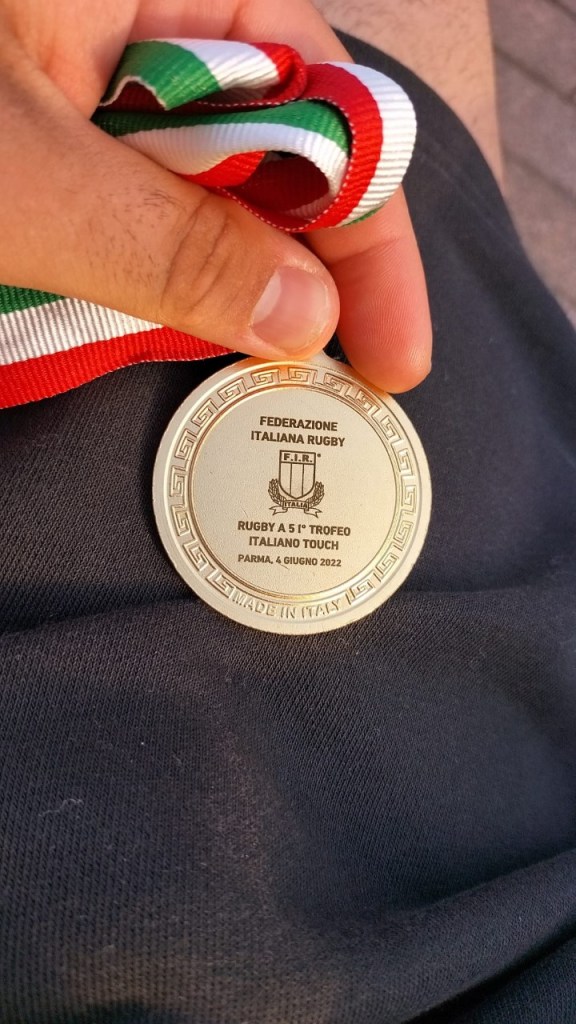 FEDERAZIONE
ITALIANA RUGBY
F.I.R.
ITALIA
RUGBY A 5 I° TROFEO
ITALIANO TOUCH
PARMA, 4 GIUGNO 2022
MADE IN ITALY